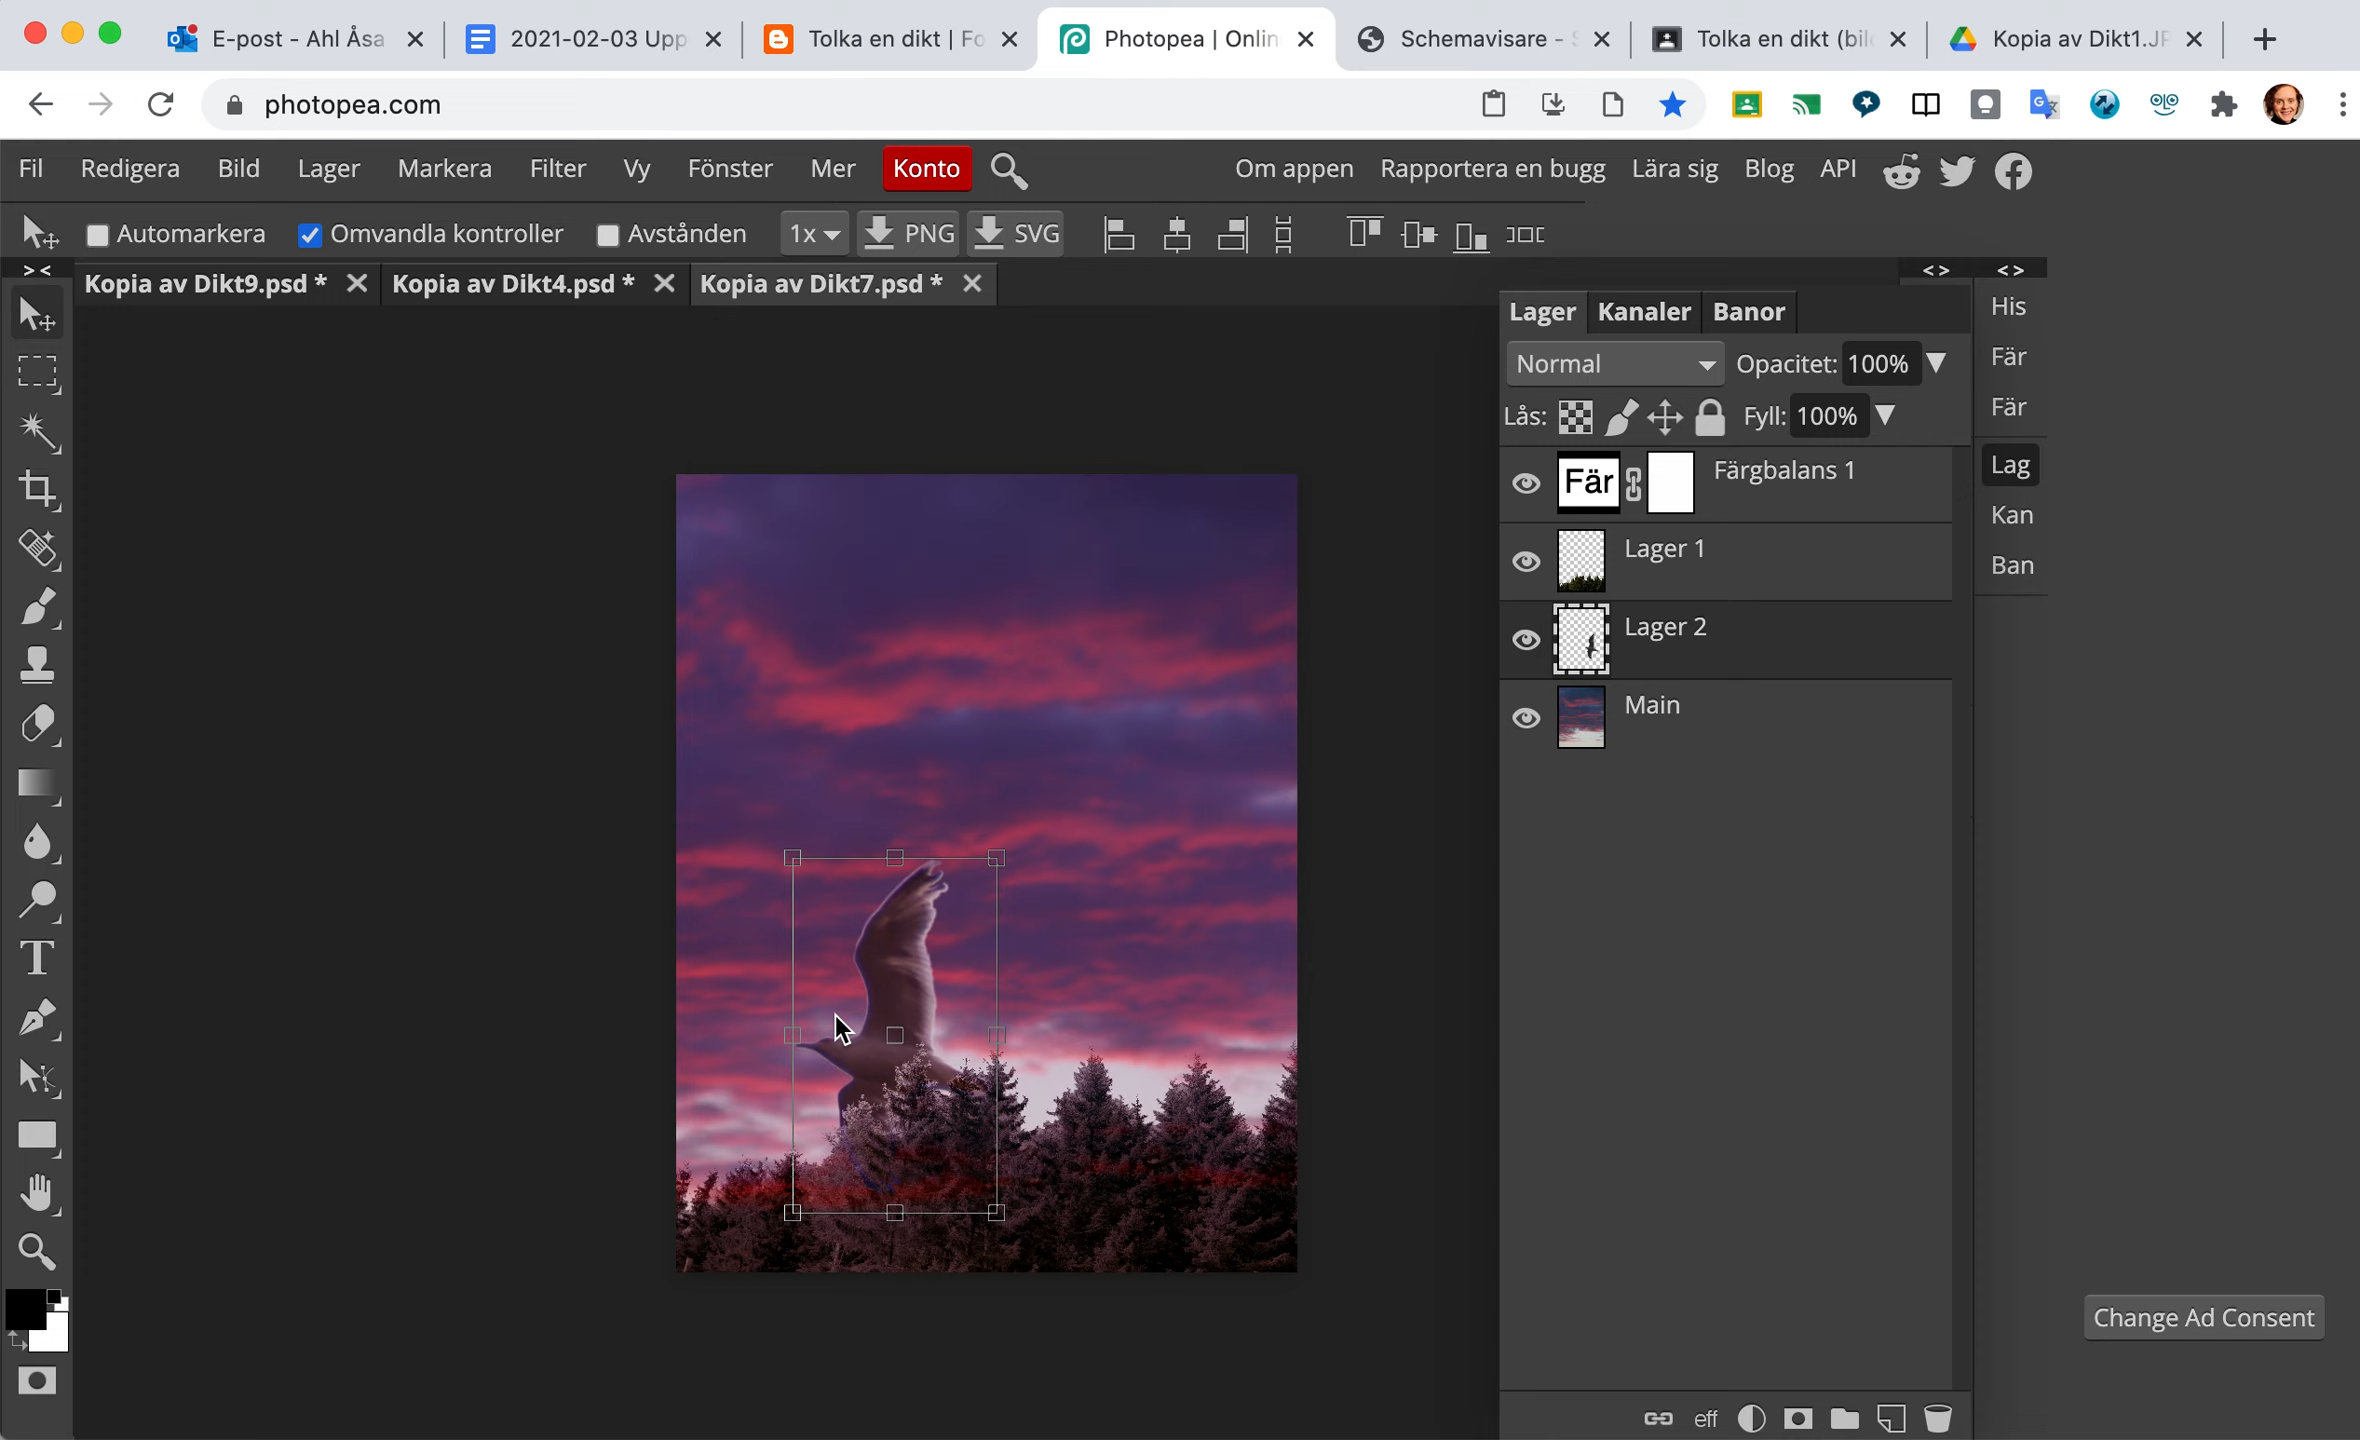 E-post - Ahl Åsa
2021-02-03 Upp
Tolka en dikt | Fo
Photopea | Onlin
Schemavisare - S
Tolka en dikt (bil
Kopia av Dikt1.JP
photopea.com
Fil Redigera Bild Lager Markera Filter Vy Fönster Mer Konto Om appen Rapportera en bugg Lära sig Blog API
Automarkera Omvandla kontroller Avstånden 1x PNG SVG
Kopia av Dikt9.psd * Kopia av Dikt4.psd * Kopia av Dikt7.psd *
Lager Kanaler Banor
Normal Opacitet: 100%
Lås: Fyll: 100%
Fär Färgbalans 1
Lager 1
Lager 2
Main
His
Fär
Fär
Lag
Kan
Ban
T
Change Ad Consent
eff